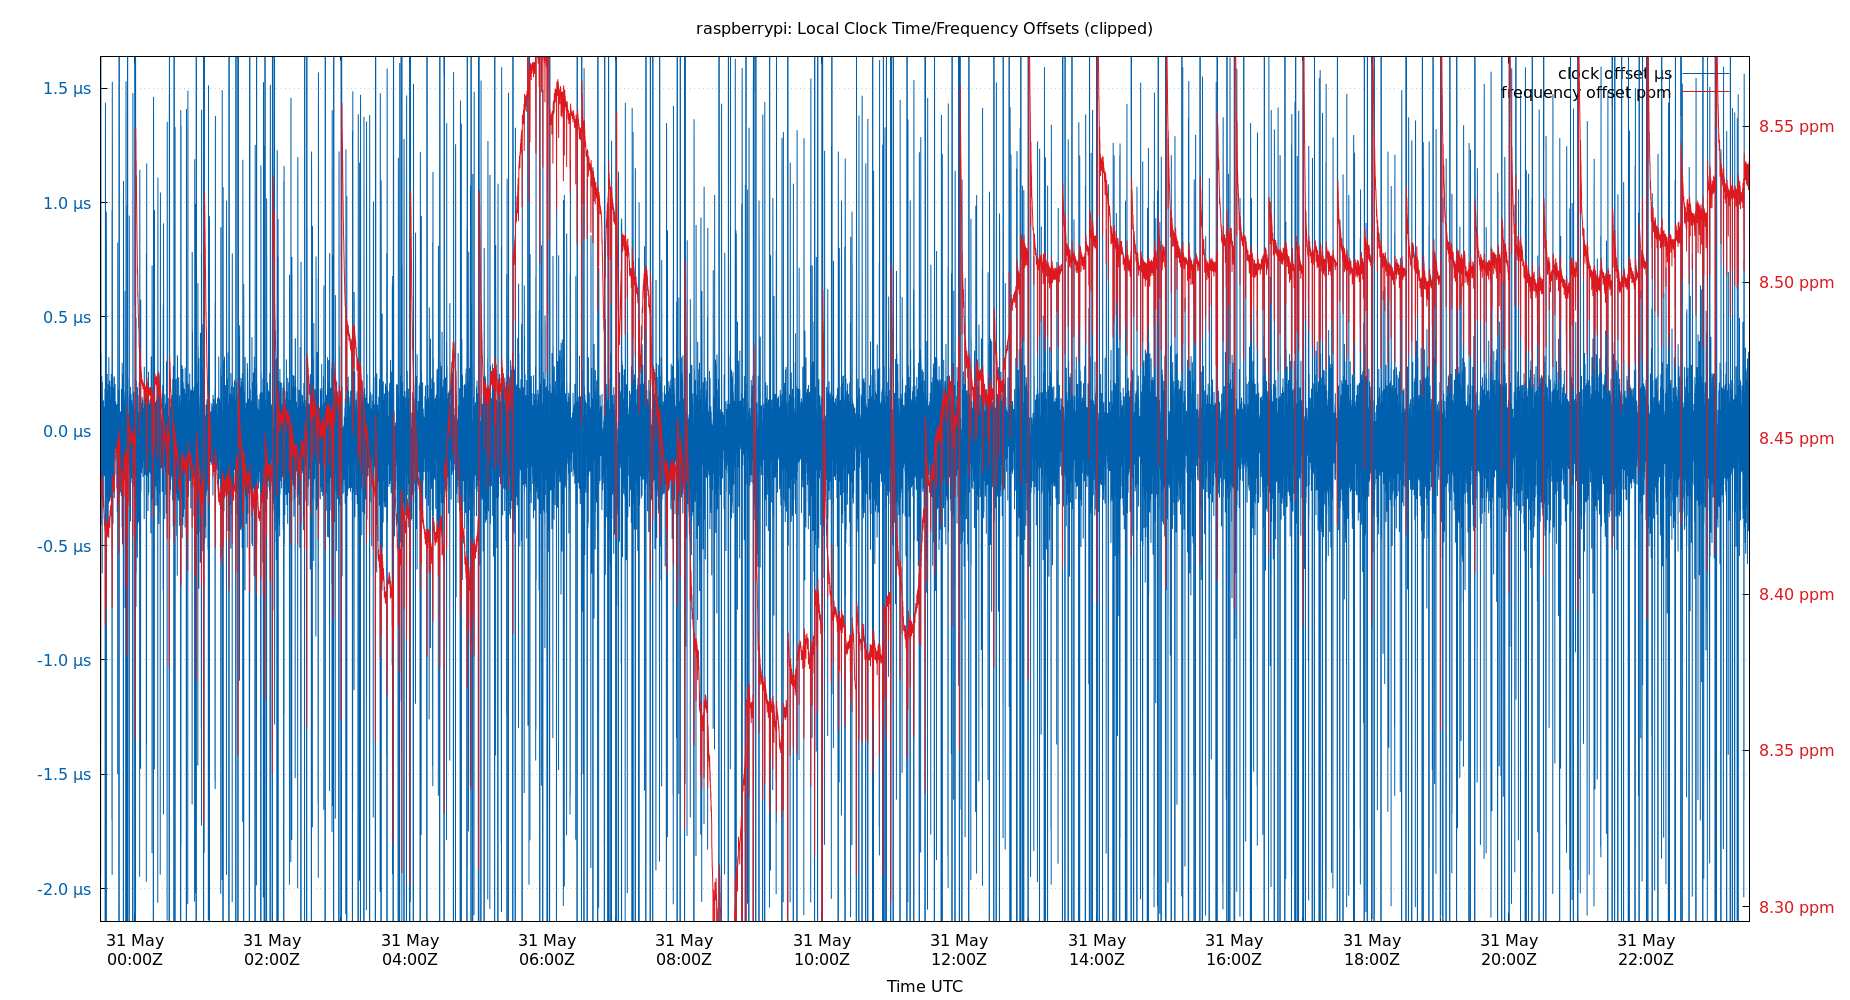 raspberrypi: Local Clock Time/Frequency Offsets (clipped)
clock offset µs
frequency offset ppm
1.5 µs
1.0 µs
0.5 µs
0.0 µs
-0.5 µs
-1.0 µs
-1.5 µs
-2.0 µs
8.55 ppm
8.50 ppm
8.45 ppm
8.40 ppm
8.35 ppm
8.30 ppm
31 May 31 May 31 May 31 May 31 May 31 May 31 May 31 May 31 May 31 May 31 May 31 May
00:00Z 02:00Z 04:00Z 06:00Z 08:00Z 10:00Z 12:00Z 14:00Z 16:00Z 18:00Z 20:00Z 22:00Z
Time UTC